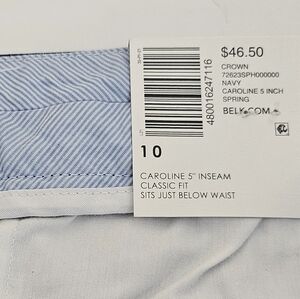 $46.50
CROWN
72623SPH000000
NAVY
CAROLINE 5 INCH
SPRING
BELK.COM
480016247116
10
CAROLINE 5" INSEAM
CLASSIC FIT
SITS JUST BELOW WAIST